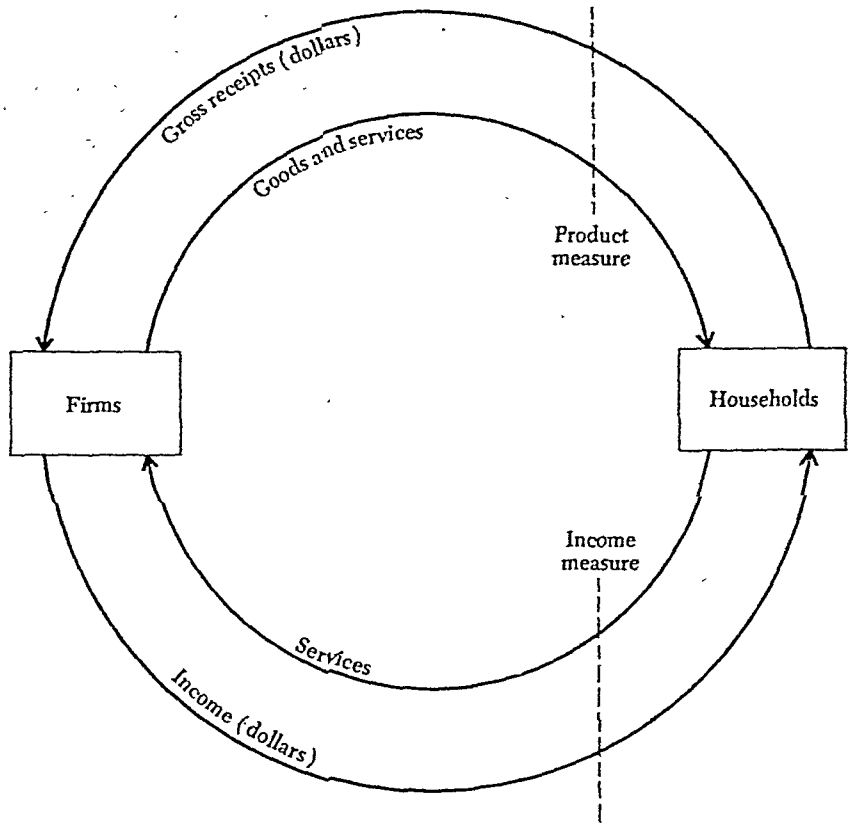 Gross receipts (dollars)
Goods and services
Product
measure
Firms
Households
Income
measure
Services
Income (dollars)